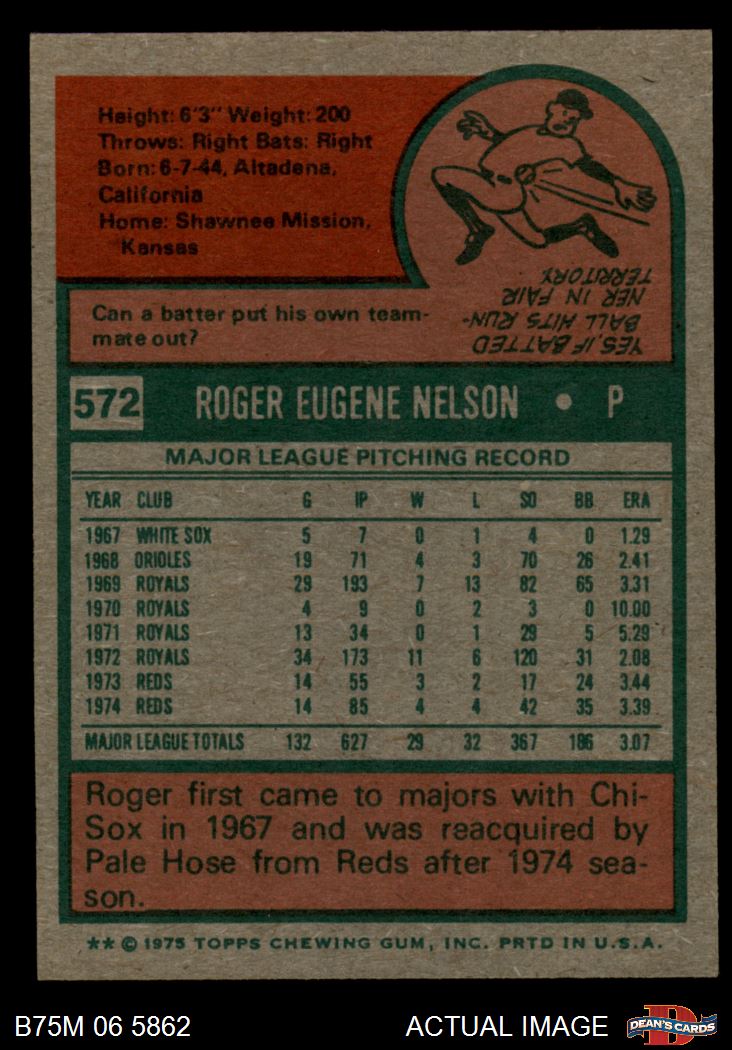 Height: 6'3" Weight: 200
Throws: Right Bats: Right
Born: 6-7-44, Altadena,
California
Home: Shawnee Mission,
Kansas
Can a batter put his own team-
mate out?
YES, IF BATTED
BALL HITS RUN-
NER IN FAIR
TERRITORY.
572 ROGER EUGENE NELSON • P
MAJOR LEAGUE PITCHING RECORD
YEAR CLUB G IP W L SO BB ERA
1967 WHITE SOX 5 7 0 1 4 0 1.29
1968 ORIOLES 19 71 4 3 70 26 2.41
1969 ROYALS 29 193 7 13 82 65 3.31
1970 ROYALS 4 9 0 2 3 0 10.00
1971 ROYALS 13 34 0 1 29 5 5.29
1972 ROYALS 34 173 11 6 120 31 2.08
1973 REDS 14 55 3 2 17 24 3.44
1974 REDS 14 85 4 4 42 35 3.39
MAJOR LEAGUE TOTALS 132 627 29 32 367 186 3.07
Roger first came to majors with Chi-
Sox in 1967 and was reacquired by
Pale Hose from Reds after 1974 sea-
son.
** © 1975 TOPPS CHEWING GUM, INC. PRTD IN U.S.A.
B75M 06 5862 ACTUAL IMAGE DEAN'S CARDS